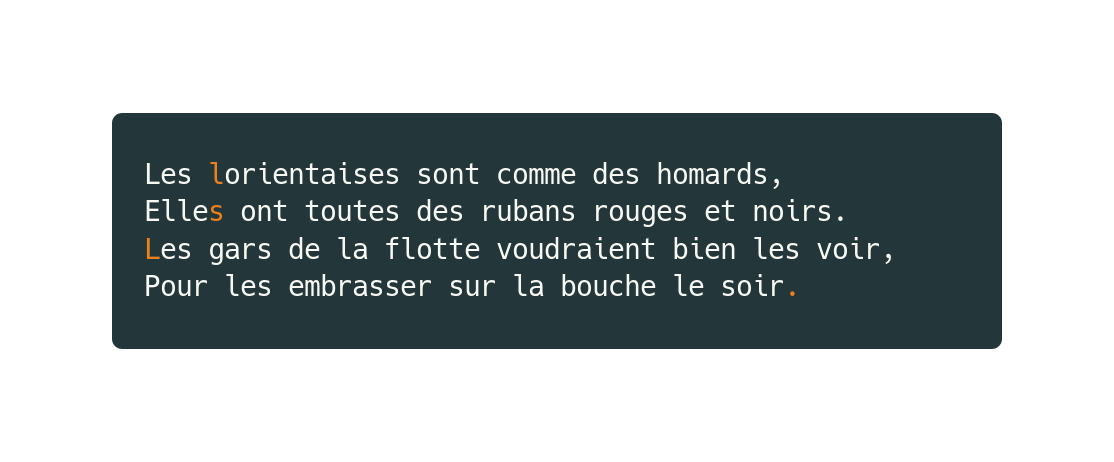 Les lorientaises sont comme des homards,
Elles ont toutes des rubans rouges et noirs.
Les gars de la flotte voudraient bien les voir,
Pour les embrasser sur la bouche le soir.